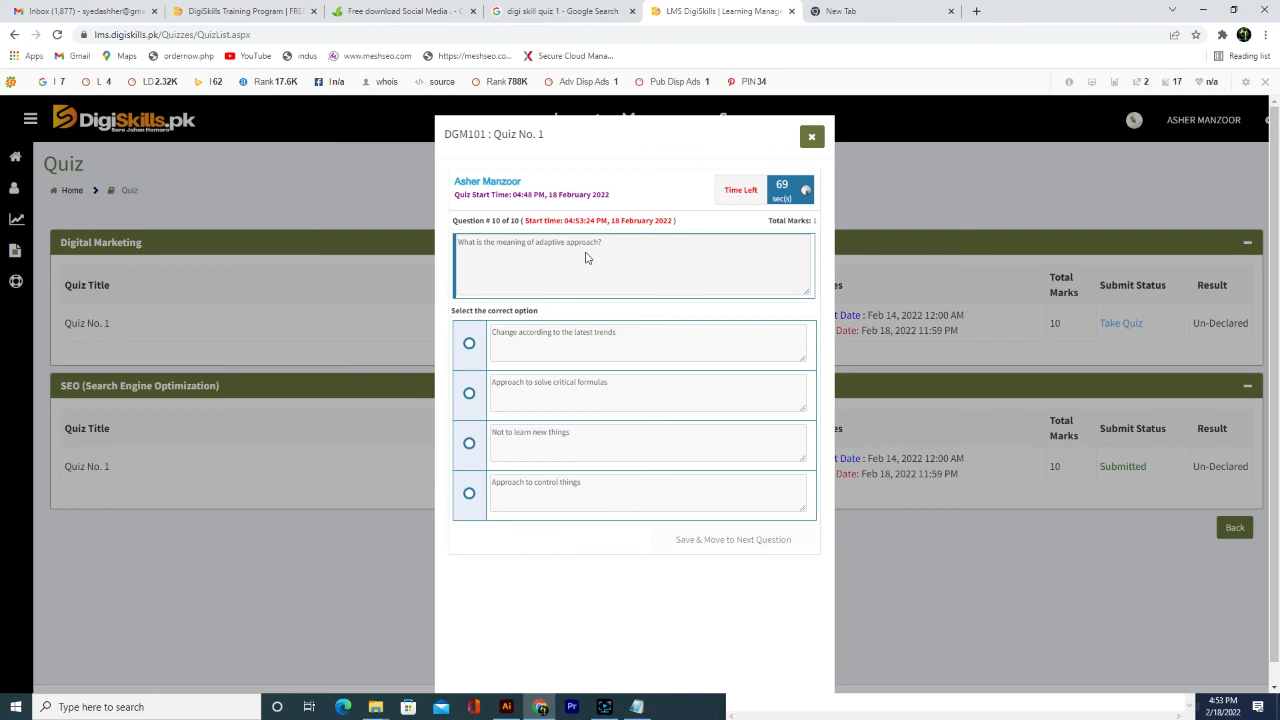 Inbox (1,877) - syedasherimanz
DigiSkills Training Program | FRE
Free download Social Media
Google Search
LMS DigiSkills
New Tab
lms.digiskills.pk/Quizzes/QuizList.aspx
Apps
Gmail
Maps
ordernow.php
YouTube
indus
www.meshseo.com
https://meshseo.co...
Secure Cloud Mana...
Reading list
I 7
L 4
LD 2.32K
I 62
Rank 17.6K
I n/a
whois
source
Rank 788K
Adv Disp Ads 1
Pub Disp Ads 1
PIN 34
2
17
n/a
DigiSkills.pk
Sara Jahan Hamara
ASHER MANZOOR
Quiz
Home
Quiz
DGM101 : Quiz No. 1
Asher Manzoor
Quiz Start Time: 04:48 PM, 18 February 2022
Time Left
69
sec(s)
Question # 10 of 10 ( Start time: 04:53:24 PM, 18 February 2022 )
Total Marks: 1
What is the meaning of adaptive approach?
Select the correct option
Change according to the latest trends
Approach to solve critical formulas
Not to learn new things
Approach to control things
Save & Move to Next Question
Digital Marketing
Quiz Title
es
Total Marks
Submit Status
Result
Quiz No. 1
t Date : Feb 14, 2022 12:00 AM
Date: Feb 18, 2022 11:59 PM
10
Take Quiz
Un-Declared
SEO (Search Engine Optimization)
Quiz Title
es
Total Marks
Submit Status
Result
Quiz No. 1
t Date : Feb 14, 2022 12:00 AM
Date: Feb 18, 2022 11:59 PM
10
Submitted
Un-Declared
Back
Type here to search
4:53 PM
2/18/2022